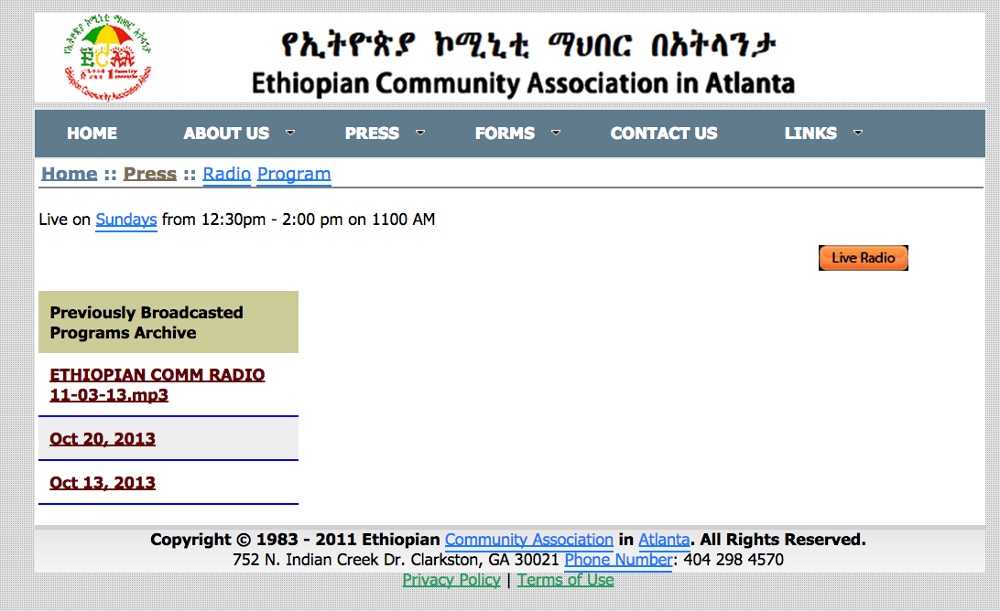 የኢትዮጵያ ኮሚኒቲ ማህበር በአትላንታ
Ethiopian Community Association in Atlanta
HOME ABOUT US PRESS FORMS CONTACT US LINKS
Home :: Press :: Radio Program
Live on Sundays from 12:30pm - 2:00 pm on 1100 AM
Live Radio
Previously Broadcasted
Programs Archive
ETHIOPIAN COMM RADIO
11-03-13.mp3
Oct 20, 2013
Oct 13, 2013
Copyright © 1983 - 2011 Ethiopian Community Association in Atlanta. All Rights Reserved.
752 N. Indian Creek Dr. Clarkston, GA 30021 Phone Number: 404 298 4570
Privacy Policy | Terms of Use